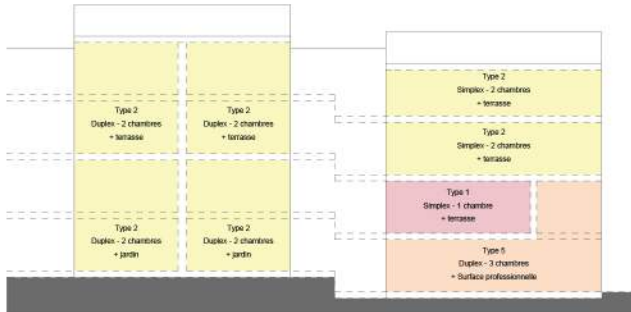 Type 2
Duplex - 2 chambres
+ terrasse
Type 2
Duplex - 2 chambres
+ terrasse
Type 2
Duplex - 2 chambres
+ jardin
Type 2
Duplex - 2 chambres
+ jardin
Type 2
Simplex - 2 chambres
+ terrasse
Type 2
Simplex - 2 chambres
+ terrasse
Type 1
Simplex - 1 chambre
+ terrasse
Type 5
Duplex - 3 chambres
+ Surface professionnelle